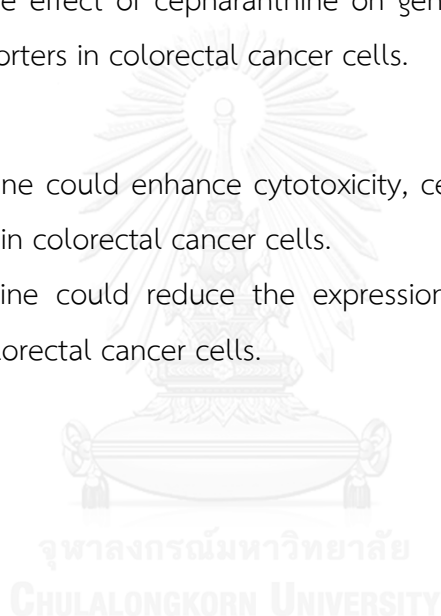 effect of cepharanthine on gen
orters in colorectal cancer cells.
ne could enhance cytotoxicity, ce
in colorectal cancer cells.
ine could reduce the expression
lorectal cancer cells.
จุฬาลงกรณ์มหาวิทยาลัย
CHULALONGKORN UNIVERSITY